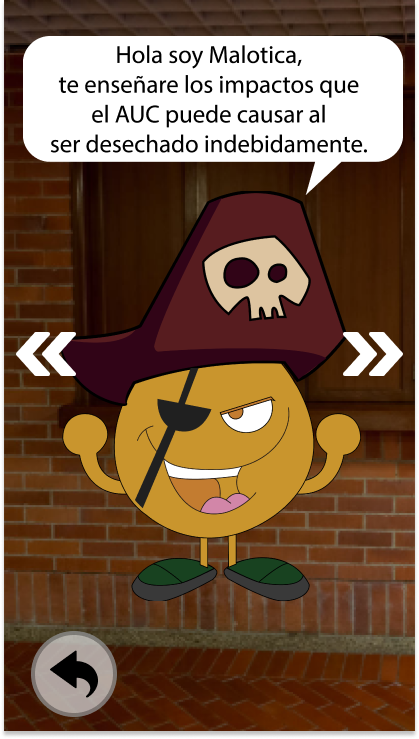 Hola soy Malotica,
te enseñare los impactos que
el AUC puede causar al
ser desechado indebidamente.